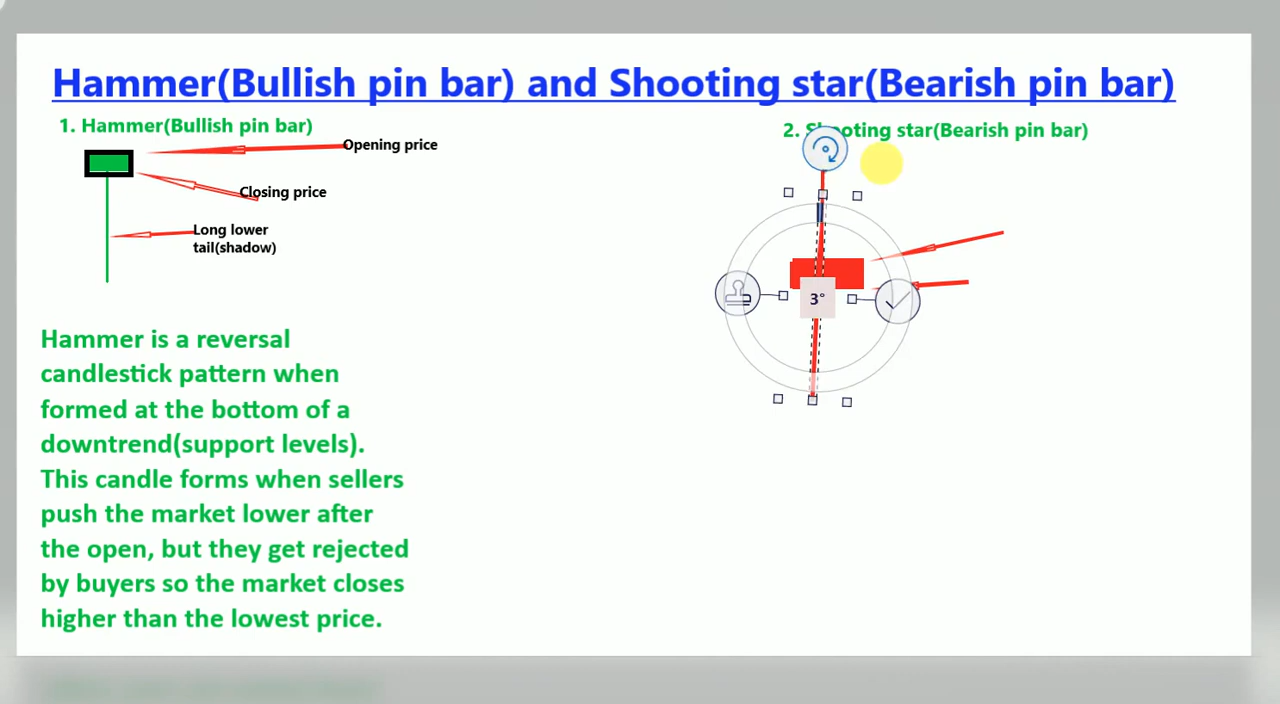 Hammer(Bullish pin bar) and Shooting star(Bearish pin bar)
1. Hammer(Bullish pin bar)
Opening price
Closing price
Long lower
tail(shadow)
Hammer is a reversal
candlestick pattern when
formed at the bottom of a
downtrend(support levels).
This candle forms when sellers
push the market lower after
the open, but they get rejected
by buyers so the market closes
higher than the lowest price.
2. Shooting star(Bearish pin bar)
3°